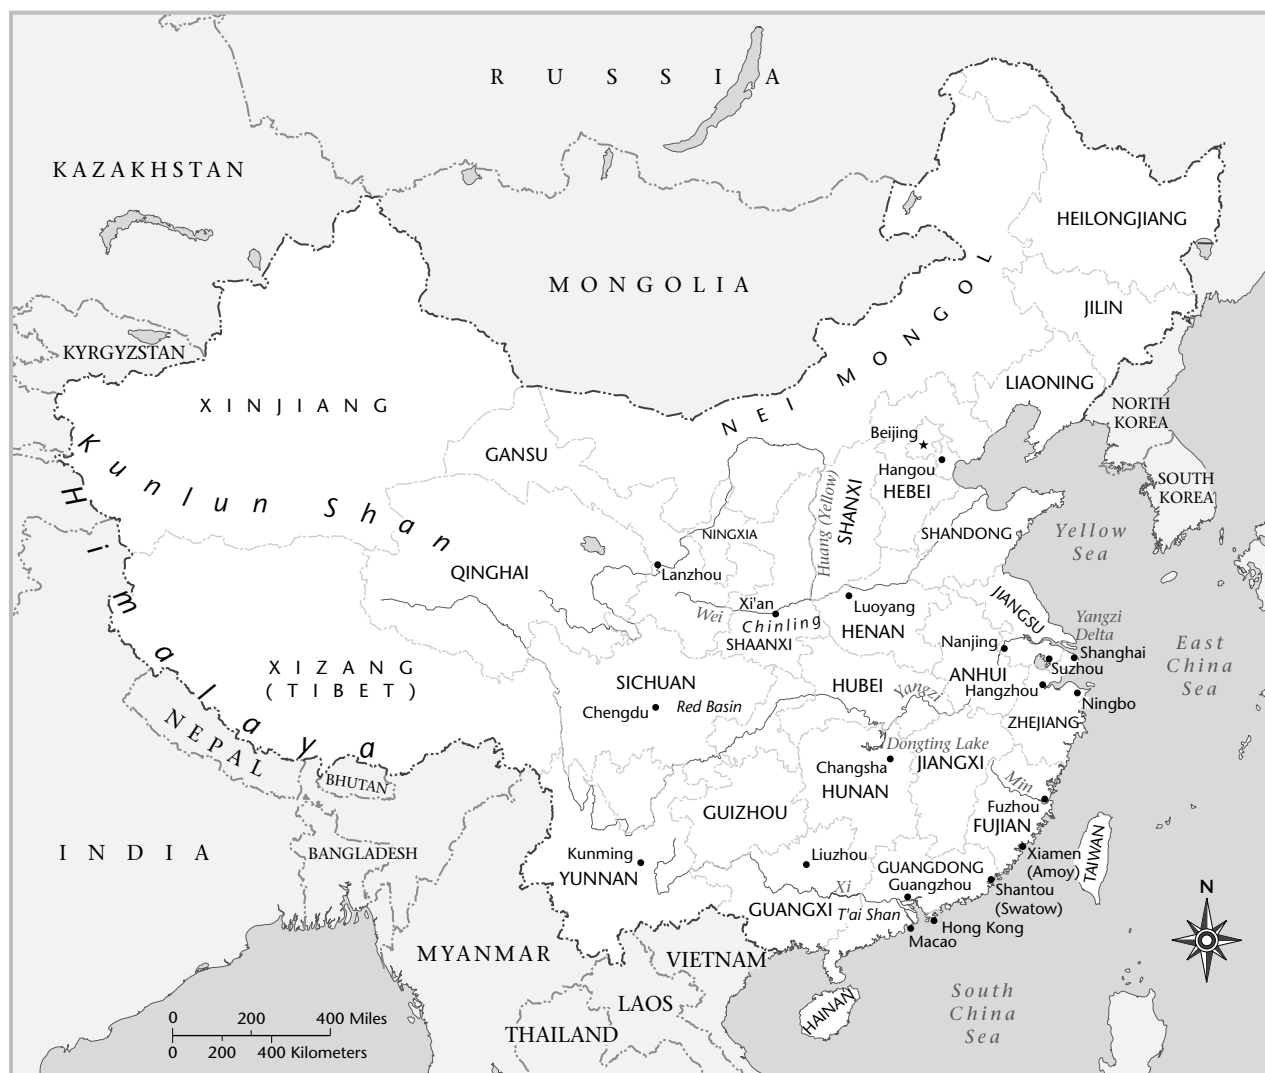 RUSSIA
KAZAKHSTAN
HEILONGJIANG
MONGOLIA
JILIN
KYRGYZSTAN
LIAONING
XINJIANG
NEI MONGOL
NORTH
KOREA
Beijing
GANSU
Hangou
HEBEI
SOUTH
KOREA
Kunlun Shan
Himalaya
Huang (Yellow)
SHANXI
NINGXIA
SHANDONG
Yellow
Sea
QINGHAI
Lanzhou
Xi'an
Luoyang
JIANGSU
Wei
Chinling
HENAN
SHAANXI
Yangzi
Delta
Nanjing
Shanghai
Suzhou
East
China
Sea
XIZANG
(TIBET)
SICHUAN
HUBEI
Yangzi
ANHUI
Hangzhou
Ningbo
Chengdu
Red Basin
ZHEJIANG
NEPAL
Dongting Lake
JIANGXI
Changsha
HUNAN
BHUTAN
Min
Fuzhou
FUJIAN
GUIZHOU
INDIA
BANGLADESH
Kunming
YUNNAN
Liuzhou
Xiamen
(Amoy)
TAIWAN
GUANGDONG
Guangzhou
Xi
Shantou
(Swatow)
N
GUANGXI
T'ai Shan
Hong Kong
Macao
MYANMAR
VIETNAM
LAOS
HAINAN
South
China
Sea
THAILAND
0 200 400 Miles
0 200 400 Kilometers